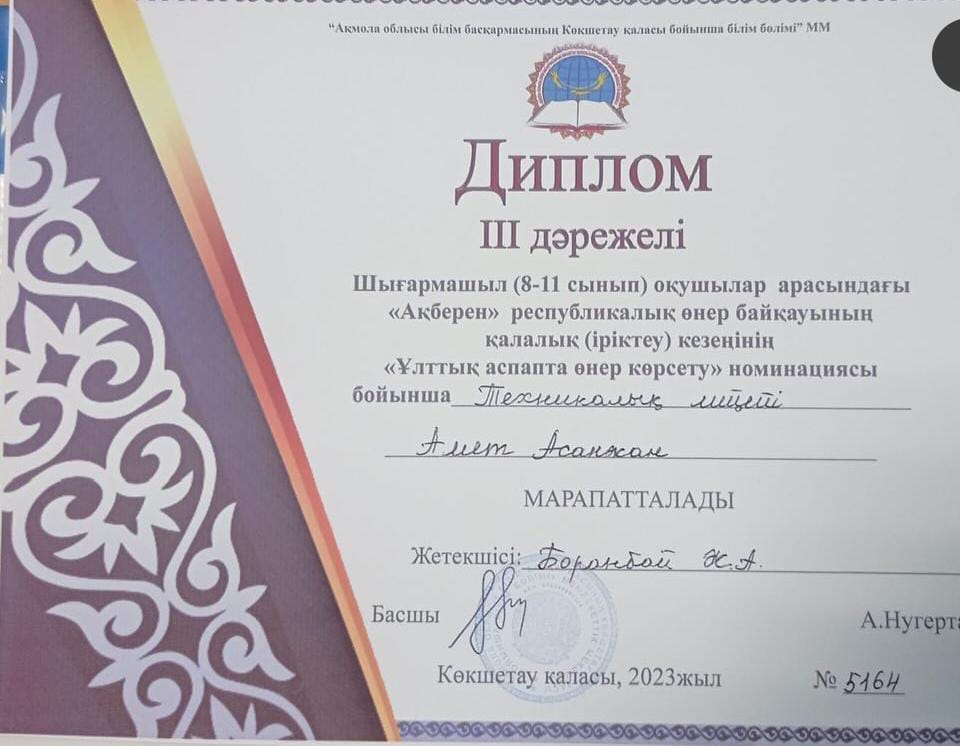 “Ақмола облысы білім басқармасының Көкшетау қаласы бойынша білім бөлімі” ММ
Диплом
III дәрежелі
Шығармашыл (8-11 сынып) оқушылар арасындағы
«Ақберен» республикалық өнер байқауының
қалалық (іріктеу) кезеңінің
«Ұлттық аспапта өнер көрсету» номинациясы
бойынша Техникалық лицейі
Амет Асанжан
МАРАПАТТАЛАДЫ
Жетекшісі: Боранбай Ж.А.
Басшы А.Нугерта
Көкшетау қаласы, 2023жыл № 5164